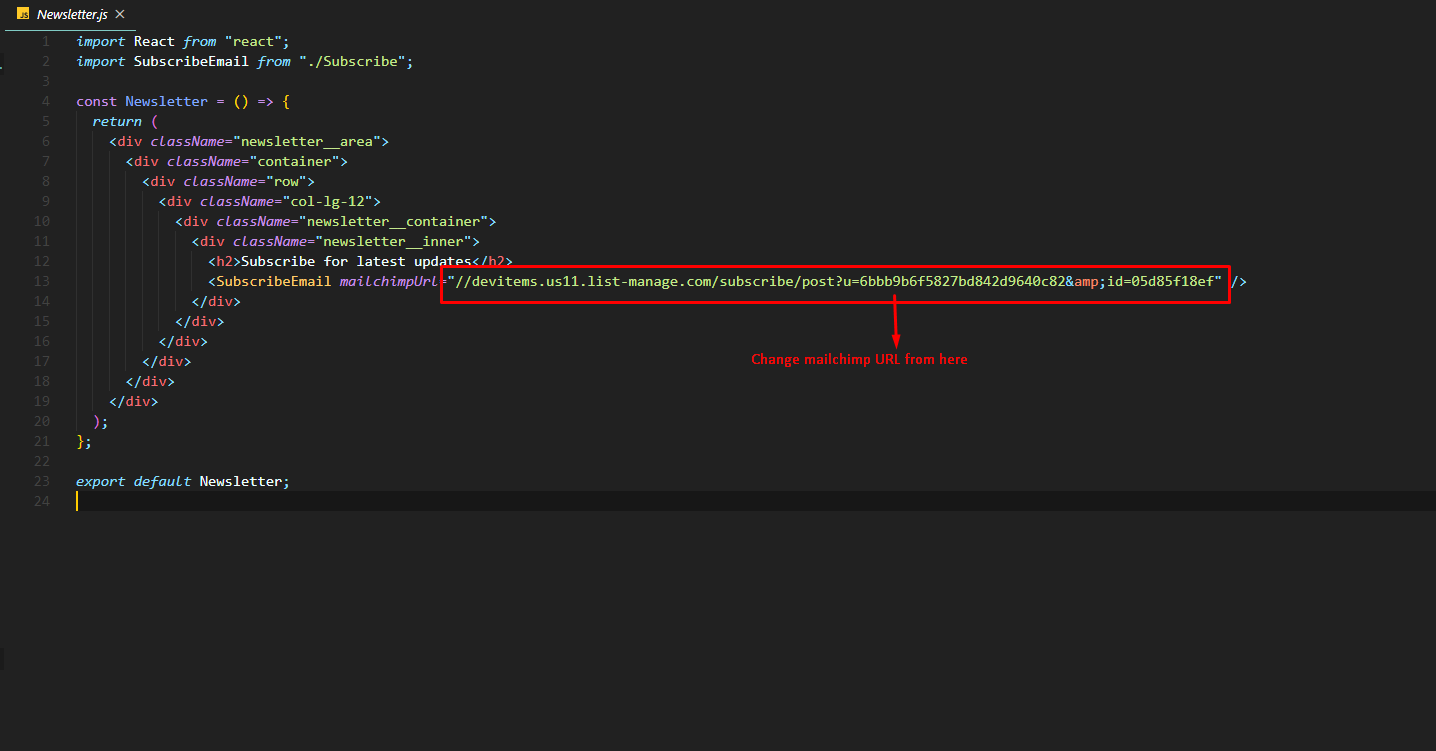 JS Newsletter.js ×
1 import React from "react";
2 import SubscribeEmail from "./Subscribe";
3
4 const Newsletter = () => {
5   return (
6     <div className="newsletter__area">
7       <div className="container">
8         <div className="row">
9           <div className="col-lg-12">
10             <div className="newsletter__container">
11               <div className="newsletter__inner">
12                 <h2>Subscribe for latest updates</h2>
13                 <SubscribeEmail mailchimpUrl="//devitems.us11.list-manage.com/subscribe/post?u=6bbb9b6f5827bd842d9640c82&amp;id=05d85f18ef" />
14               </div>
Change mailchimp URL from here
15             </div>
16           </div>
17         </div>
18       </div>
19     </div>
20   );
21 };
22
23 export default Newsletter;
24